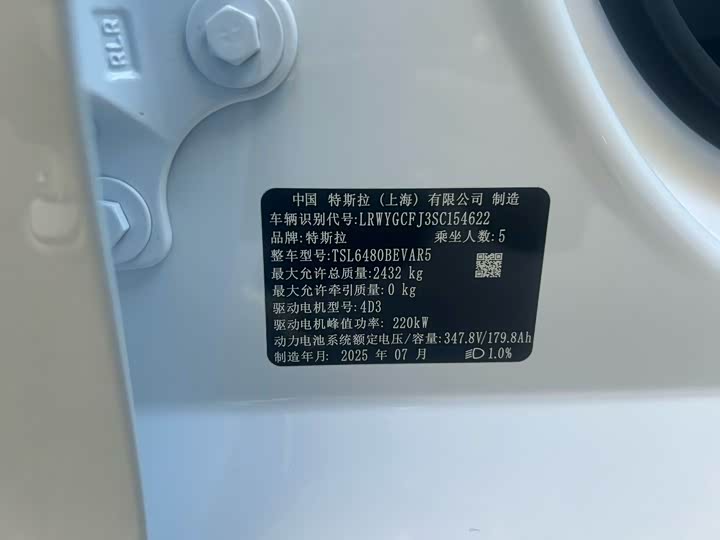 RLR
中国 特斯拉(上海)有限公司 制造
车辆识别代号:LRWYGCFJ3SC154622
品牌:特斯拉 乘坐人数:5
整车型号:TSL6480BEVAR5
最大允许总质量:2432 kg
最大允许牵引质量:0 kg
驱动电机型号:4D3
驱动电机峰值功率: 220kW
动力电池系统额定电压/容量:347.8V/179.8Ah
制造年月: 2025 年 07 月 1.0%